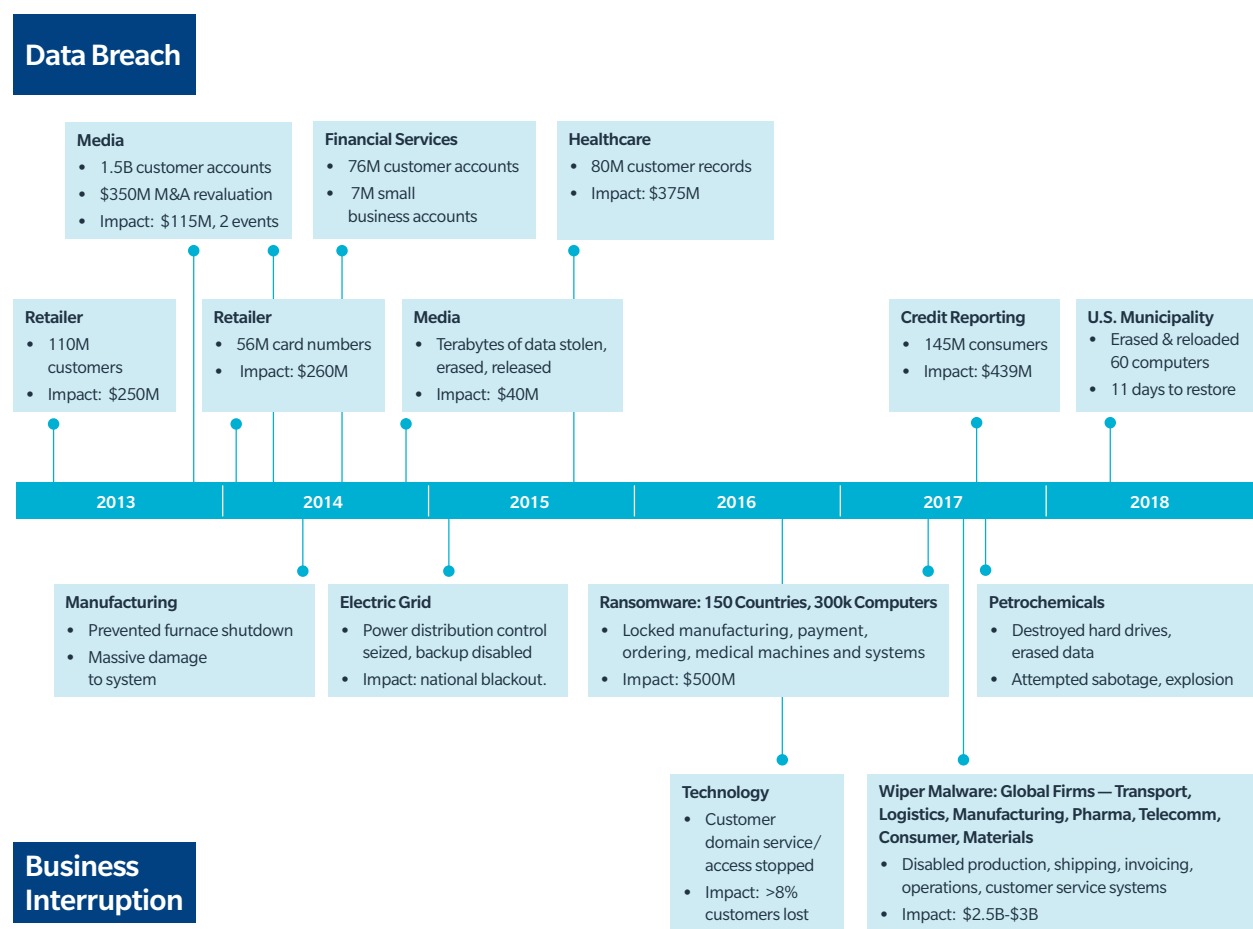 Data Breach
Media
• 1.5B customer accounts
• $350M M&A revaluation
• Impact: $115M, 2 events
Financial Services
• 76M customer accounts
• 7M small
business accounts
Healthcare
• 80M customer records
• Impact: $375M
Retailer
• 110M
customers
• Impact: $250M
Retailer
• 56M card numbers
• Impact: $260M
Media
• Terabytes of data stolen,
erased, released
• Impact: $40M
Credit Reporting
• 145M consumers
• Impact: $439M
U.S. Municipality
• Erased & reloaded
60 computers
• 11 days to restore
2013 2014 2015 2016 2017 2018
Manufacturing
• Prevented furnace shutdown
• Massive damage
to system
Electric Grid
• Power distribution control
seized, backup disabled
• Impact: national blackout.
Ransomware: 150 Countries, 300k Computers
• Locked manufacturing, payment,
ordering, medical machines and systems
• Impact: $500M
Petrochemicals
• Destroyed hard drives,
erased data
• Attempted sabotage, explosion
Technology
• Customer
domain service/
access stopped
• Impact: >8%
customers lost
Wiper Malware: Global Firms — Transport,
Logistics, Manufacturing, Pharma, Telecomm,
Consumer, Materials
• Disabled production, shipping, invoicing,
operations, customer service systems
• Impact: $2.5B-$3B
Business
Interruption